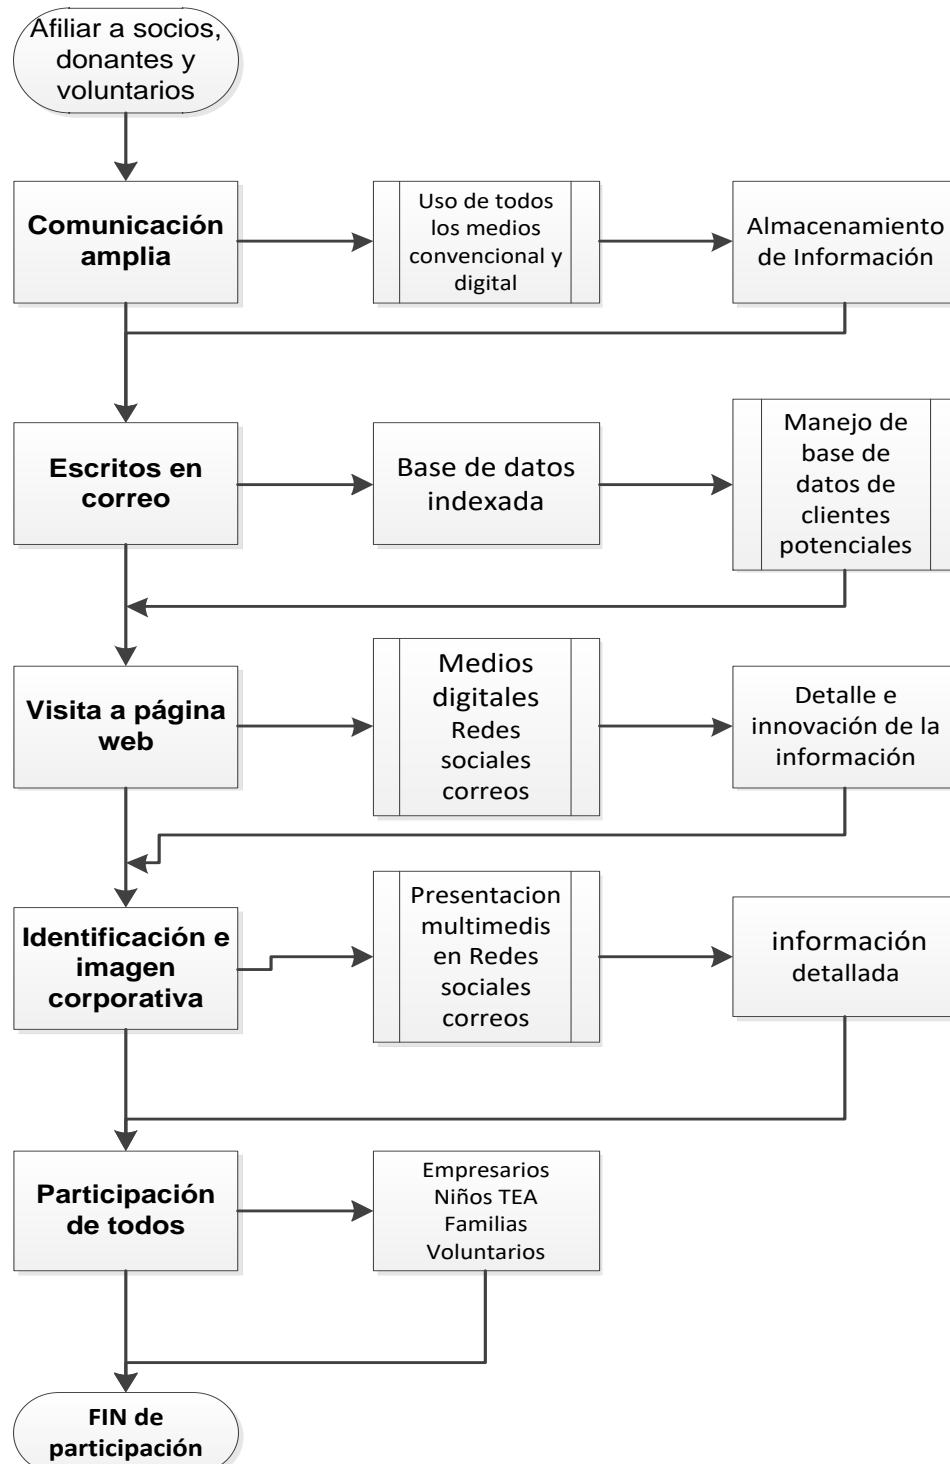 Afiliar a socios,
donantes y
voluntarios
Comunicación
amplia
Uso de todos
los medios
convencional y
digital
Almacenamiento
de Información
Escritos en
correo
Base de datos
indexada
Manejo de
base de
datos de
clientes
potenciales
Visita a página
web
Medios
digitales
Redes
sociales
correos
Detalle e
innovación de la
información
Identificación e
imagen
corporativa
Presentacion
multimedis
en Redes
sociales
correos
información
detallada
Participación
de todos
Empresarios
Niños TEA
Familias
Voluntarios
FIN de
participación